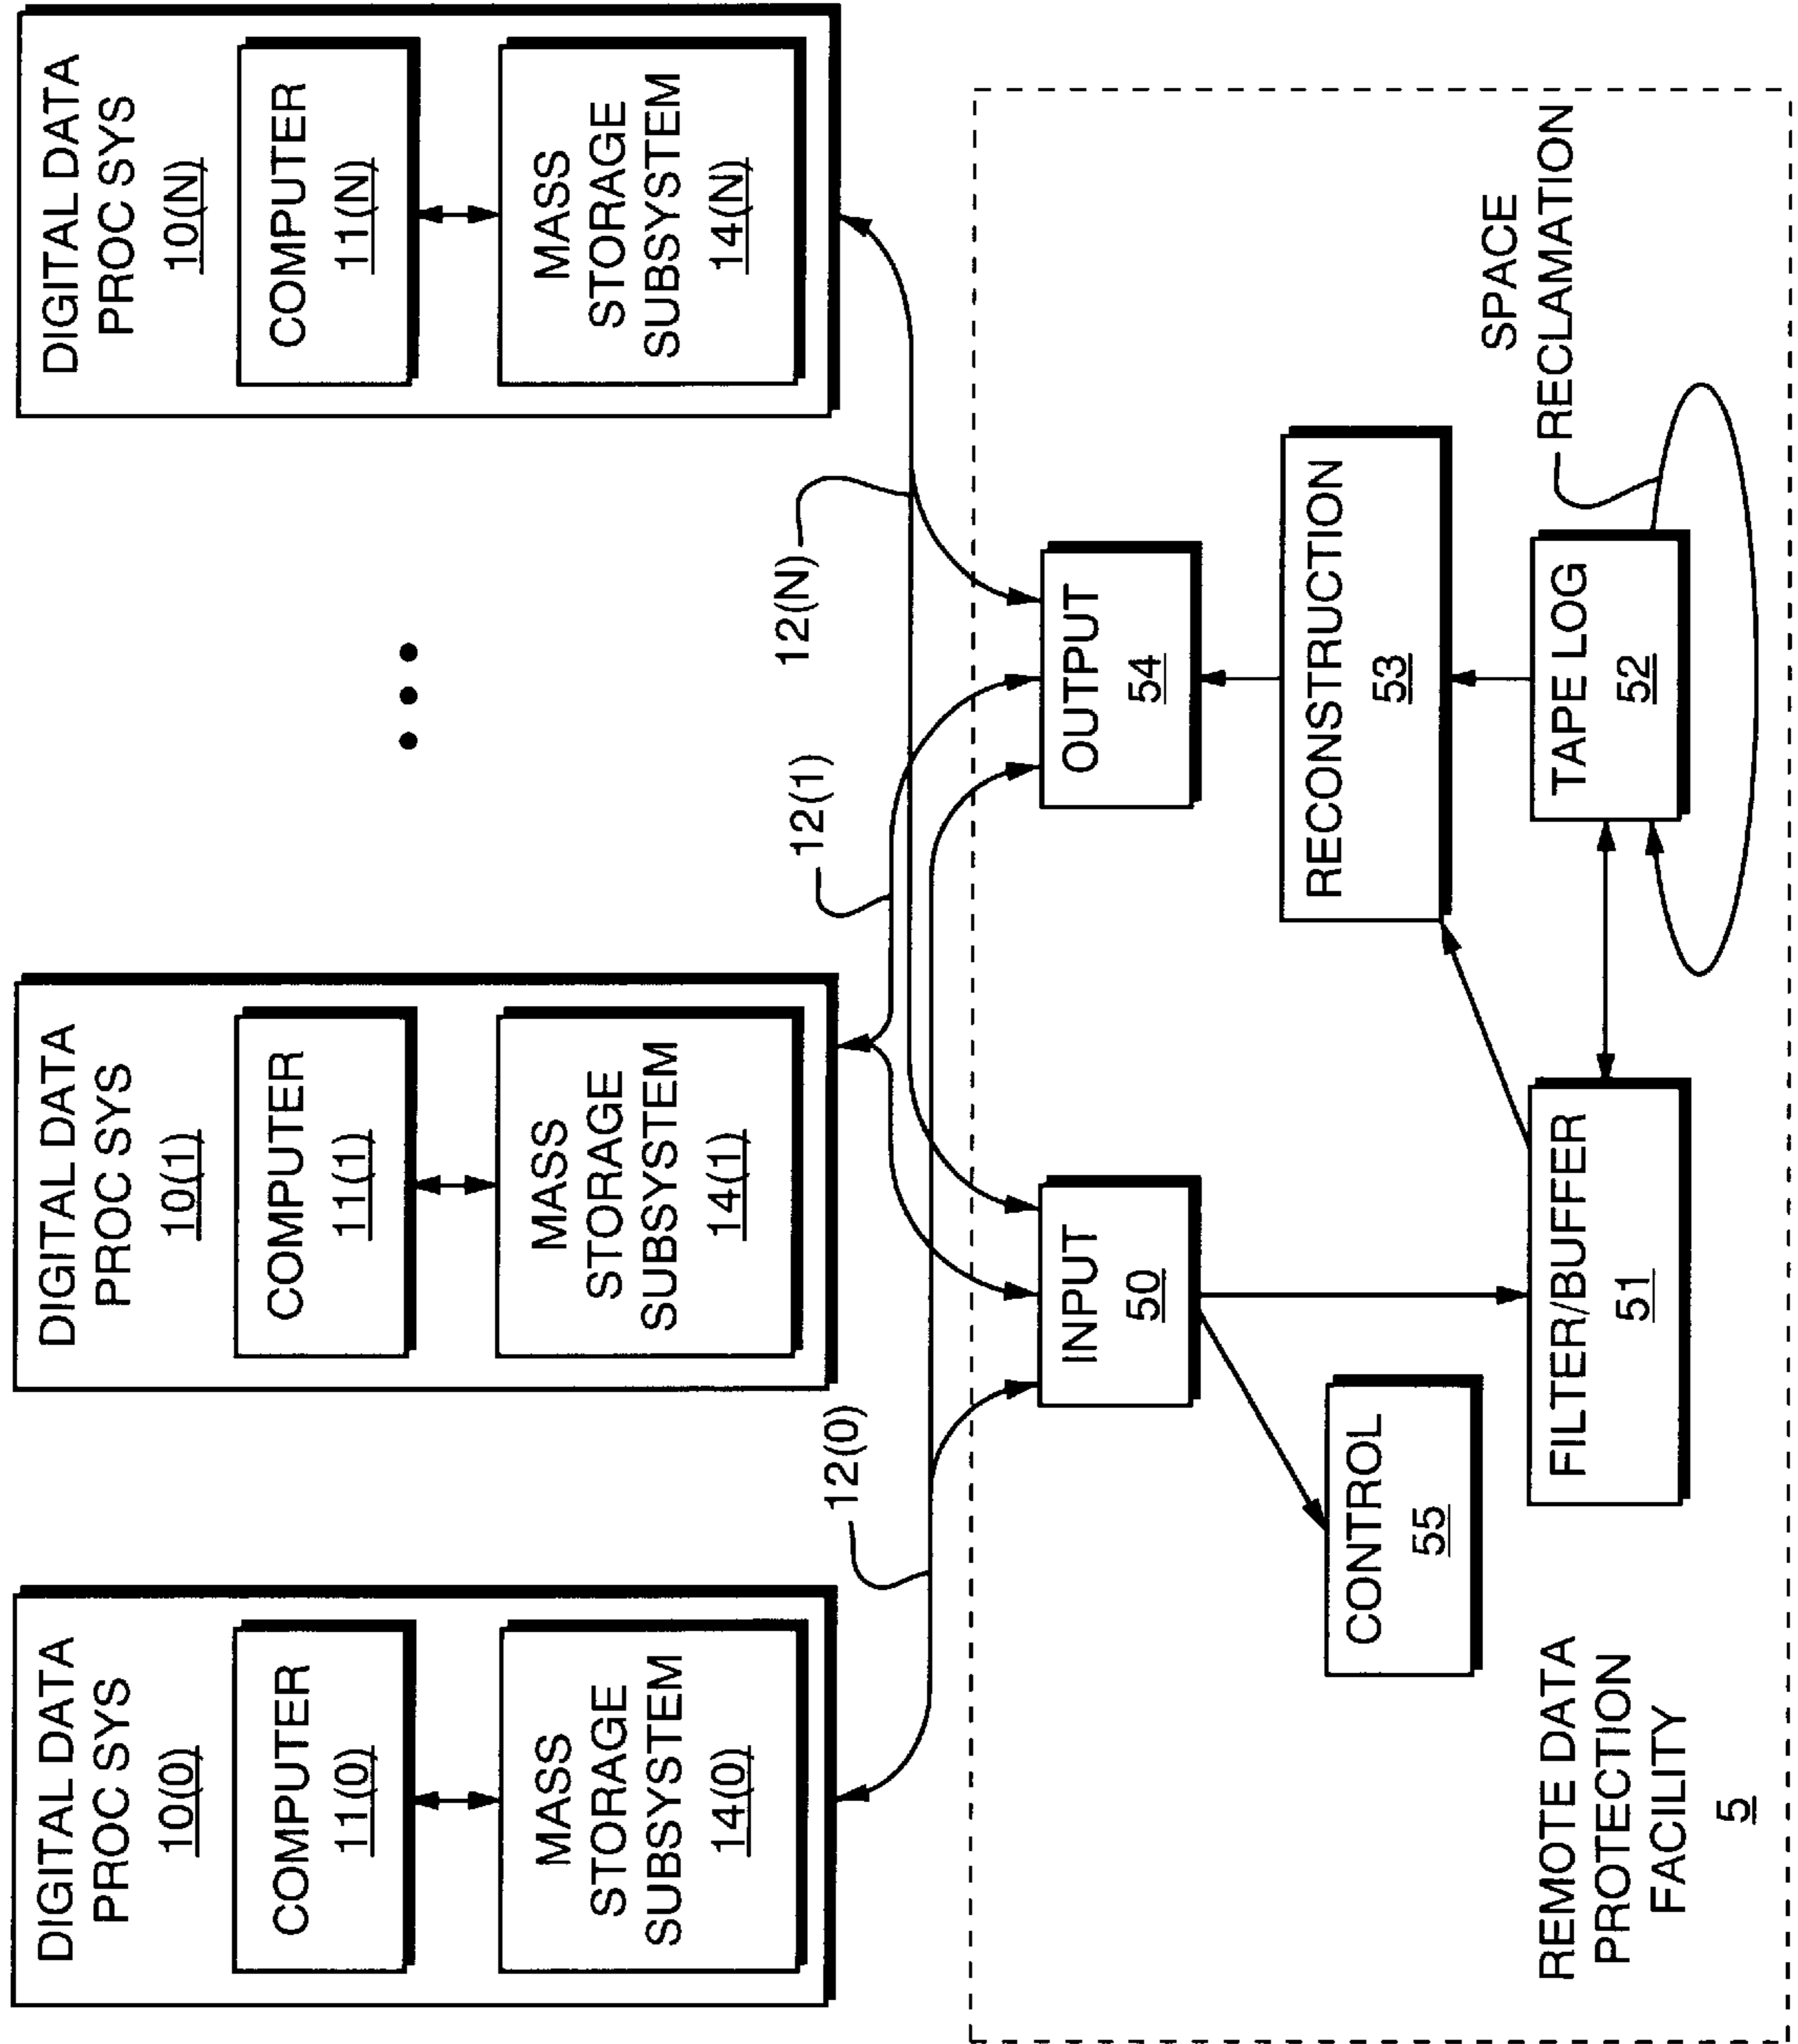 DIGITAL DATA
PROC SYS
10(0)
COMPUTER
11(0)
MASS
STORAGE
SUBSYSTEM
14(0)
DIGITAL DATA
PROC SYS
10(1)
COMPUTER
11(1)
MASS
STORAGE
SUBSYSTEM
14(1)
DIGITAL DATA
PROC SYS
10(N)
COMPUTER
11(N)
MASS
STORAGE
SUBSYSTEM
14(N)
12(0)
12(1)
12(N)
INPUT
50
OUTPUT
54
CONTROL
55
RECONSTRUCTION
53
FILTER/BUFFER
51
TAPE LOG
52
SPACE
RECLAMATION
REMOTE DATA
PROTECTION
FACILITY
5